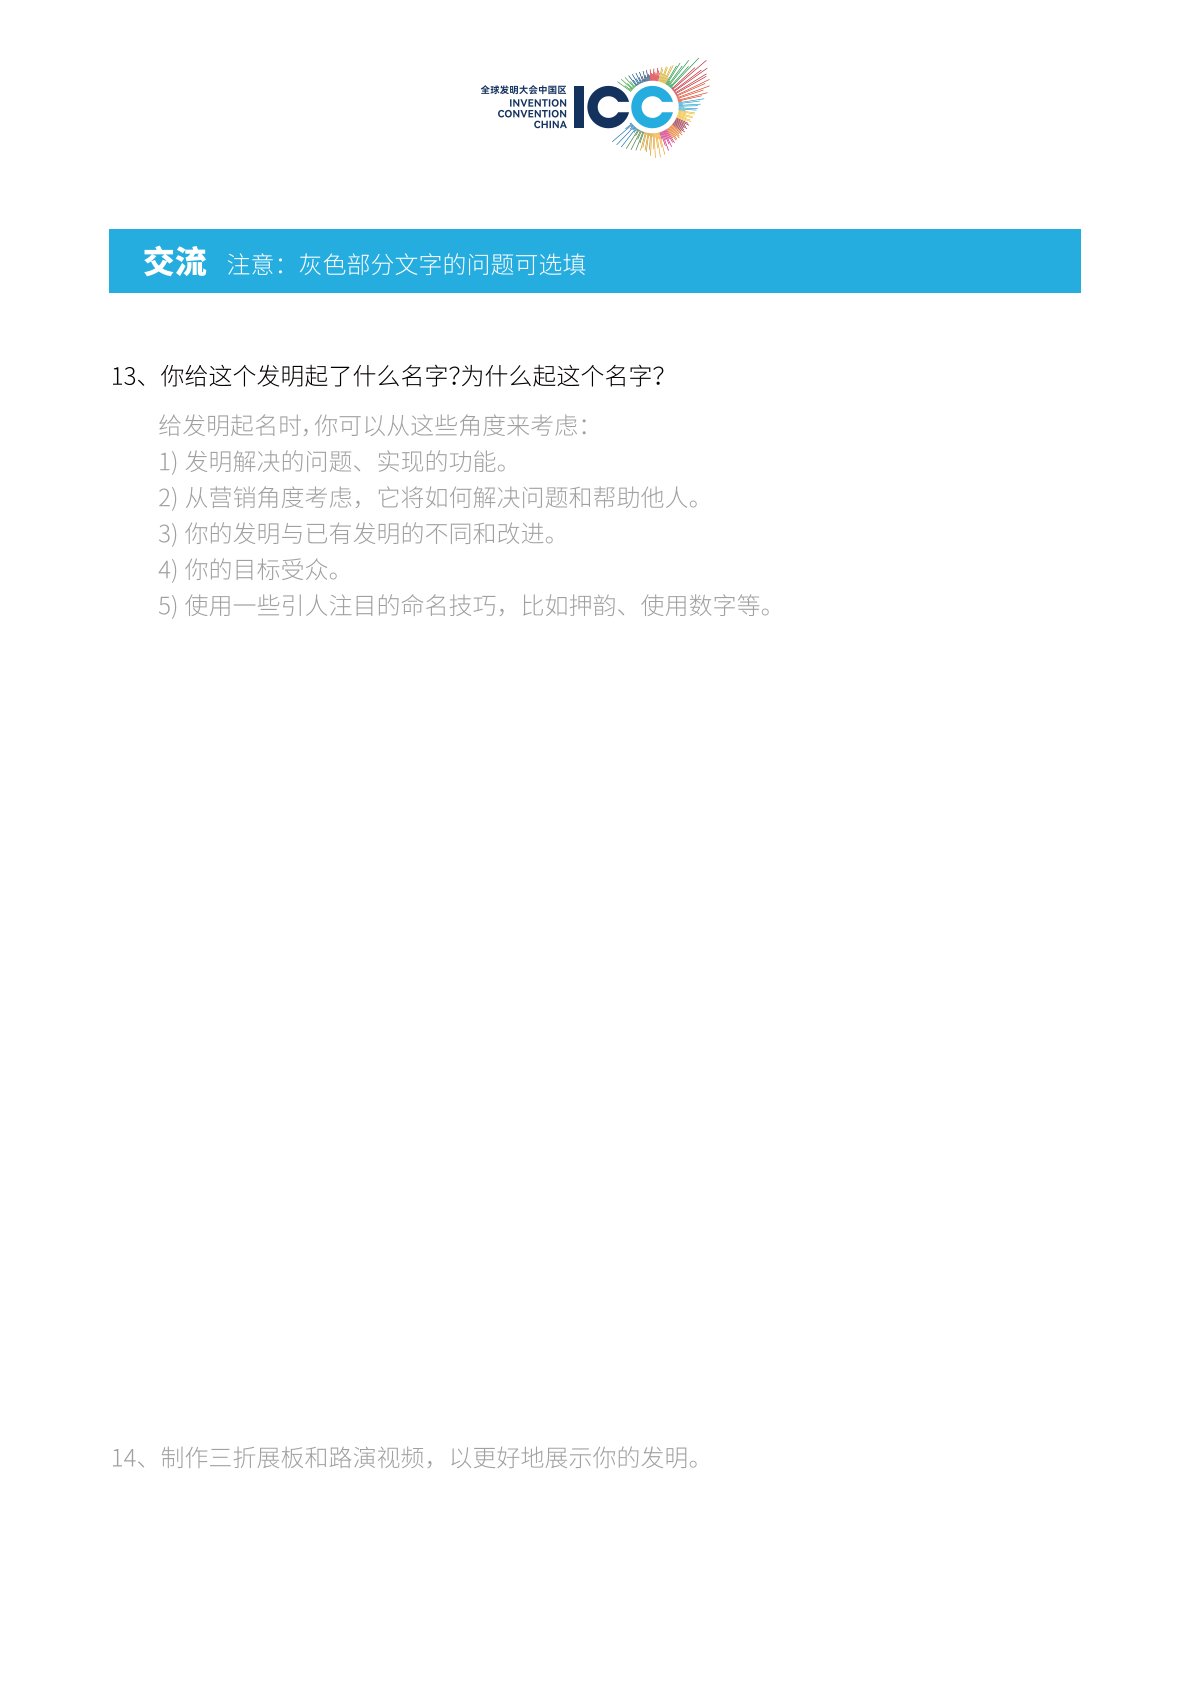 全球发明大会中国区
INVENTION
CONVENTION
CHINA
ICC
交流 注意：灰色部分文字的问题可选填
13、你给这个发明起了什么名字?为什么起这个名字?
给发明起名时,你可以从这些角度来考虑：
1) 发明解决的问题、实现的功能。
2) 从营销角度考虑，它将如何解决问题和帮助他人。
3) 你的发明与已有发明的不同和改进。
4) 你的目标受众。
5) 使用一些引人注目的命名技巧，比如押韵、使用数字等。
14、制作三折展板和路演视频，以更好地展示你的发明。